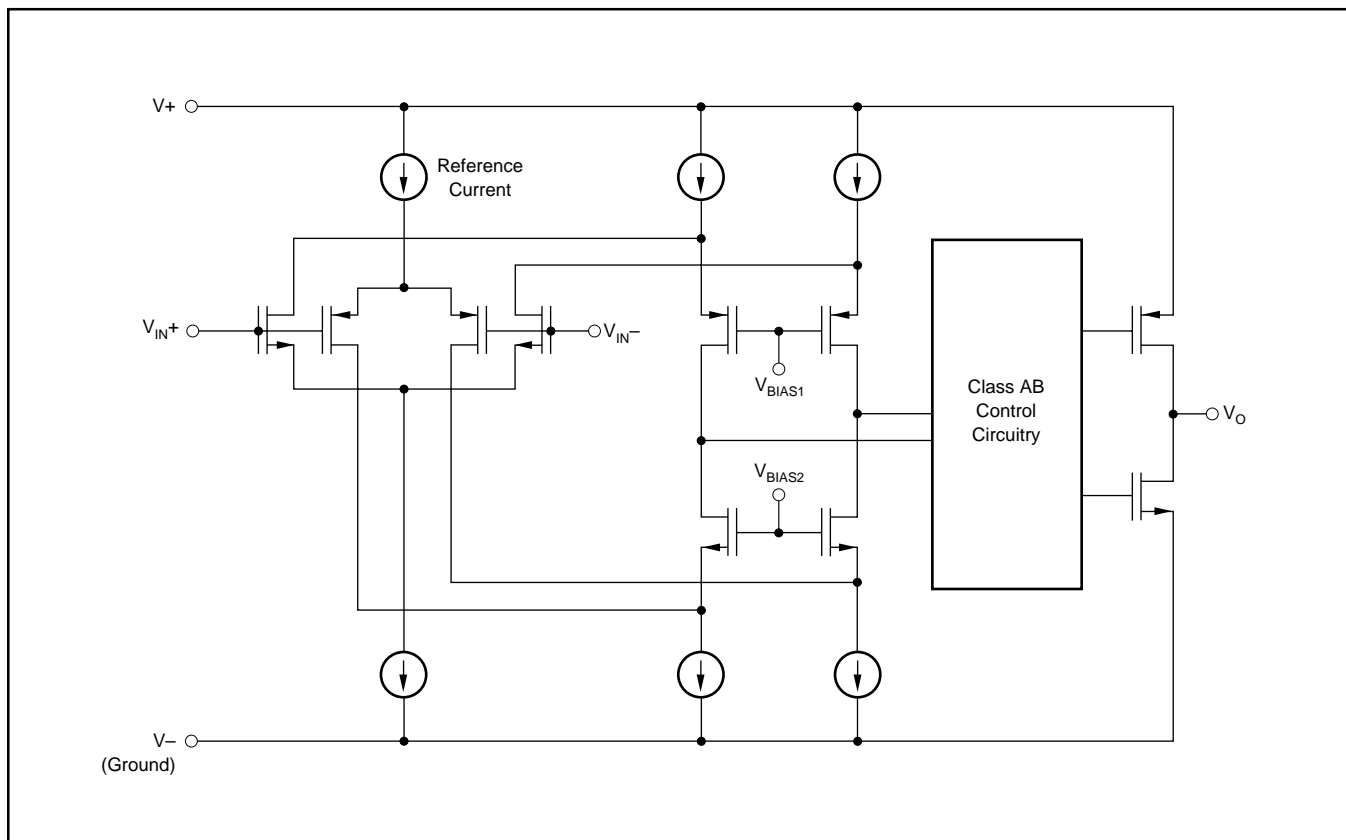 V+
Reference
Current
V_IN+
V_IN–
V_BIAS1
V_BIAS2
Class AB
Control
Circuitry
V_O
V–
(Ground)